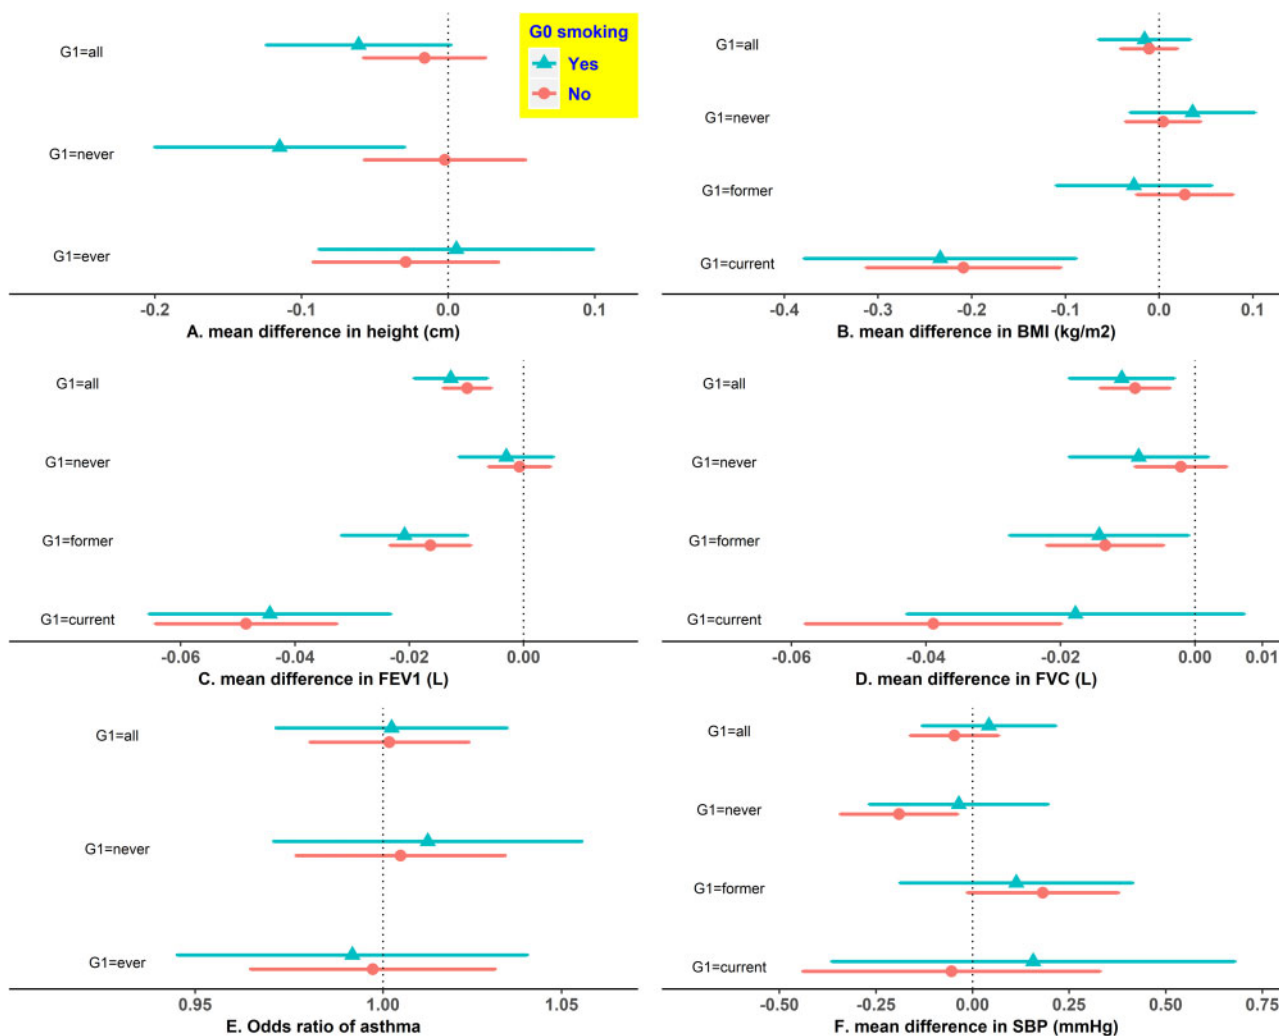 G0 smoking
Yes
No
G1=all
G1=never
G1=ever
-0.2 -0.1 0.0 0.1
A. mean difference in height (cm)
G1=all
G1=never
G1=former
G1=current
-0.4 -0.3 -0.2 -0.1 0.0 0.1
B. mean difference in BMI (kg/m2)
G1=all
G1=never
G1=former
G1=current
-0.06 -0.04 -0.02 0.00
C. mean difference in FEV1 (L)
G1=all
G1=never
G1=former
G1=current
-0.06 -0.04 -0.02 0.00 0.01
D. mean difference in FVC (L)
G1=all
G1=never
G1=ever
0.95 1.00 1.05
E. Odds ratio of asthma
G1=all
G1=never
G1=former
G1=current
-0.50 -0.25 0.00 0.25 0.50 0.75
F. mean difference in SBP (mmHg)